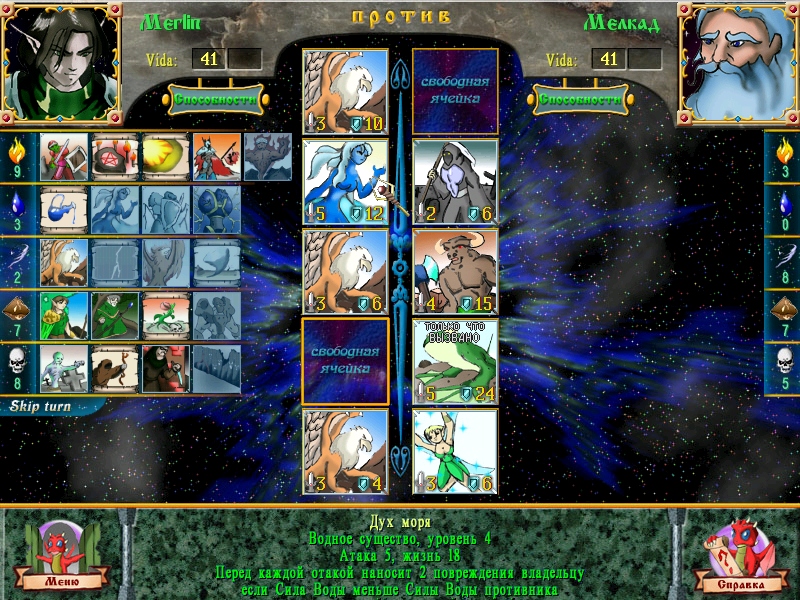 Merlin
против
Мелкад
Vida: 41
Vida: 41
Способности
Способности
свободная
ячейка
3 10
5 12
2 6
3 6
4 15
только что
вызвано
свободная
ячейка
5 24
3 4
3 6
9
3
2
7
8
3
0
8
7
5
Skip turn
Дух моря
Водное существо, уровень 4
Атака 5, жизнь 18
Перед каждой отакой наносит 2 повреждения владельцу
если Сила Воды меньше Силы Воды противника
Меню
Справка